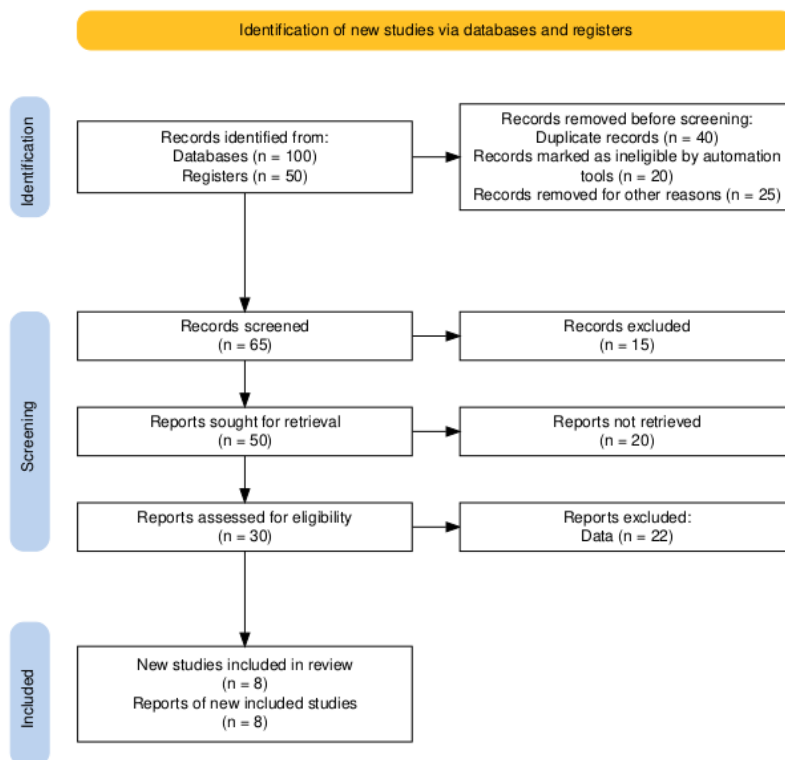 Identification of new studies via databases and registers
Identification
Records identified from:
Databases (n = 100)
Registers (n = 50)
Records removed before screening:
Duplicate records (n = 40)
Records marked as ineligible by automation
tools (n = 20)
Records removed for other reasons (n = 25)
Screening
Records screened
(n = 65)
Records excluded
(n = 15)
Reports sought for retrieval
(n = 50)
Reports not retrieved
(n = 20)
Reports assessed for eligibility
(n = 30)
Reports excluded:
Data (n = 22)
Included
New studies included in review
(n = 8)
Reports of new included studies
(n = 8)